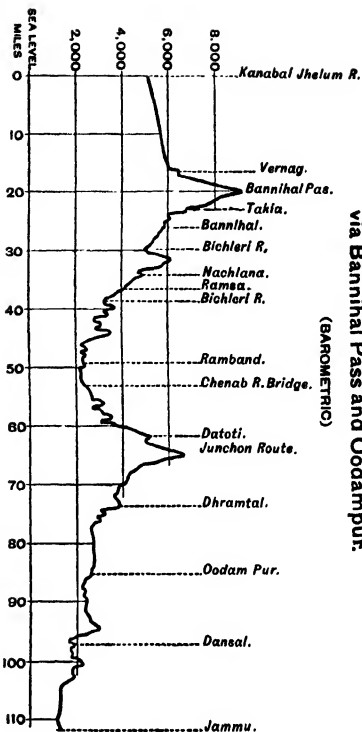 via Bannihal Pass and Oodampur.
(BAROMETRIC)
SEA LEVEL
MILES
2,000
4,000
6,000
8,000
0
10
20
30
40
50
60
70
80
90
100
110
Kanabal Jhelum R.
Vernag.
Bannihal Pas.
Takia.
Bannihal.
Bichleri R.
Nachlana.
Ramsa.
Bichleri R.
Ramband.
Chenab R. Bridge.
Datoti.
Junchon Route.
Dhramtal.
Oodam Pur.
Dansal.
Jammu.